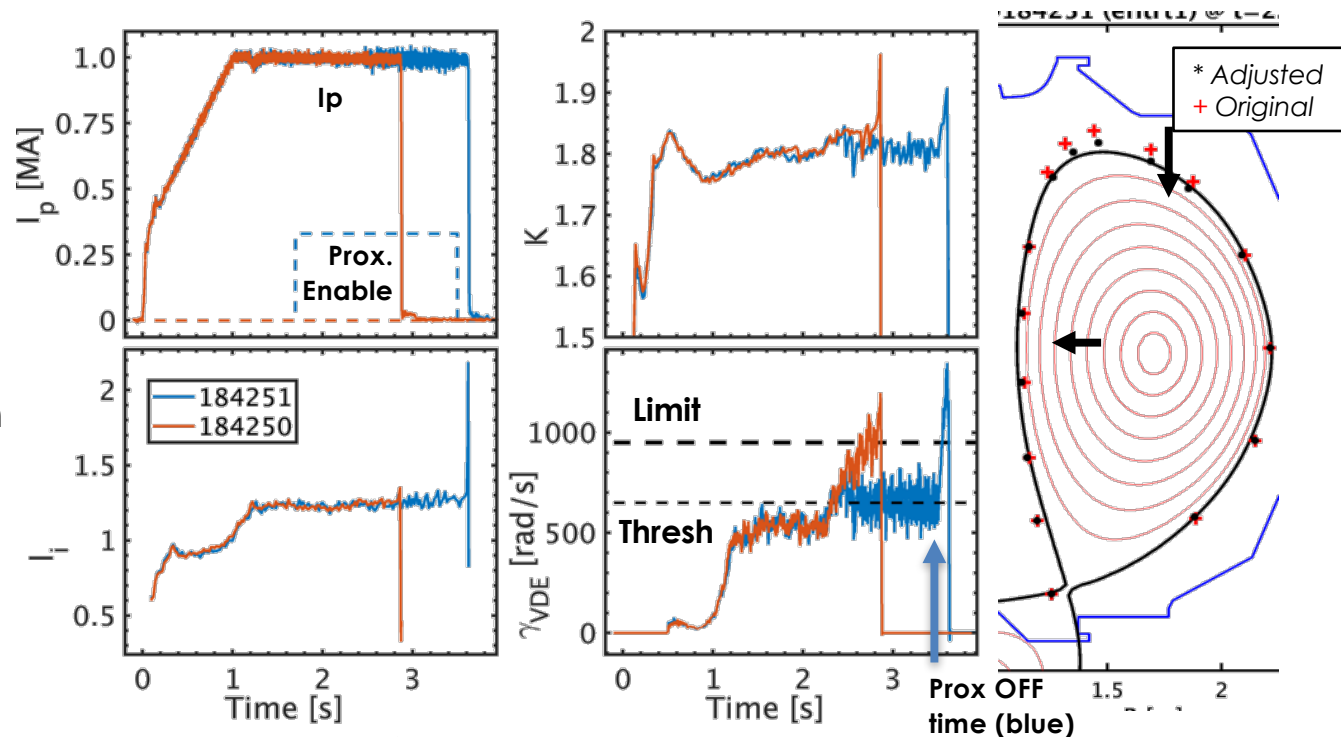 184251 (entrt1) @ t=2
* Adjusted
+ Original
I_p [MA]
1.0
0.75
0.5
0.25
0
Ip
Prox.
Enable
K
2
1.9
1.8
1.7
1.6
1.5
l_i
2
1.5
1
0.5
184251
184250
0
1
2
3
Time [s]
γ_VDE [rad/s]
1000
500
0
Limit
Thresh
0
1
2
3
Time [s]
Prox OFF
time (blue)
1.5
2